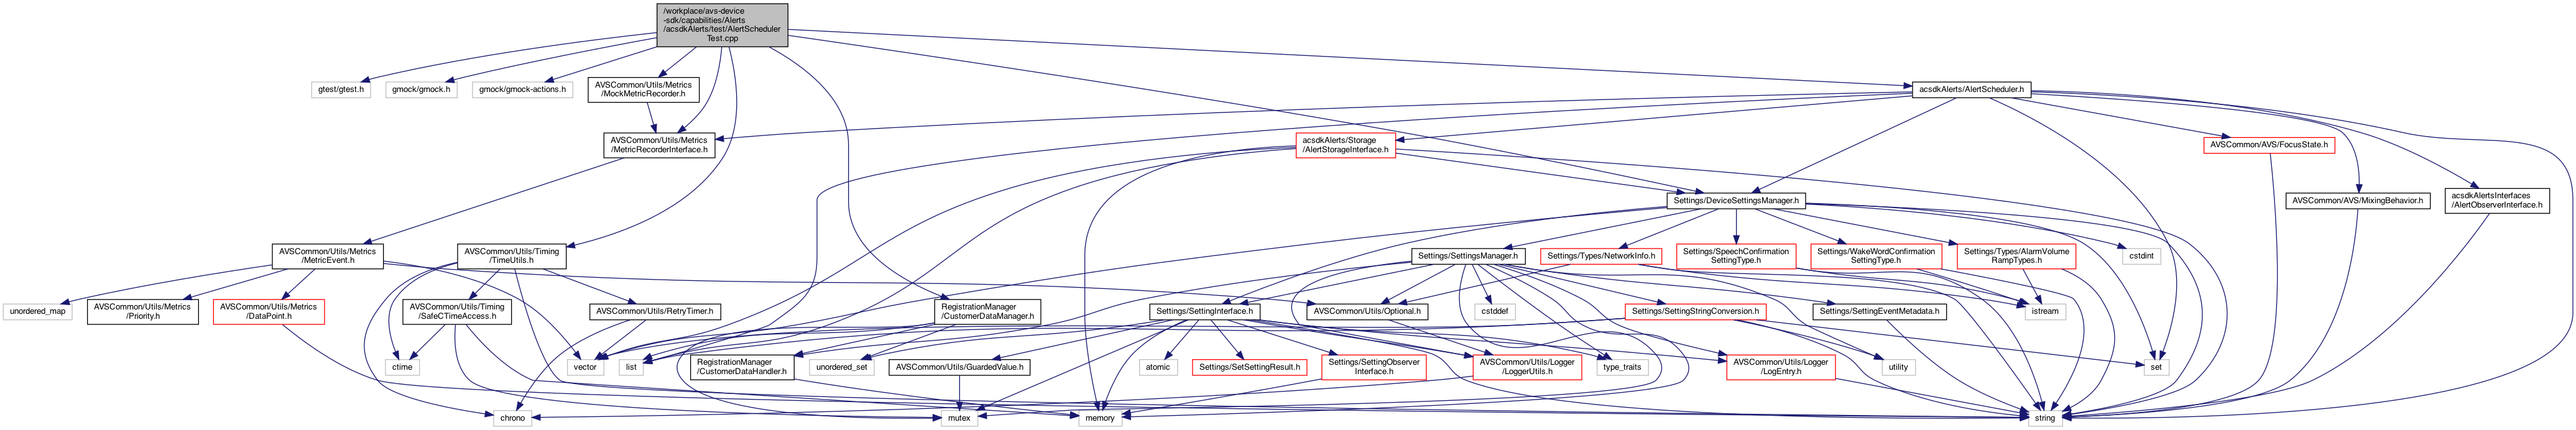 /workplace/avs-device
-sdk/capabilities/Alerts
/acsdkAlerts/test/AlertScheduler
Test.cpp
gtest/gtest.h
gmock/gmock.h
gmock/gmock-actions.h
AVSCommon/Utils/Metrics
/MockMetricRecorder.h
acsdkAlerts/AlertScheduler.h
AVSCommon/Utils/Metrics
/MetricRecorderInterface.h
acsdkAlerts/Storage
/AlertStorageInterface.h
AVSCommon/AVS/FocusState.h
Settings/DeviceSettingsManager.h
AVSCommon/AVS/MixingBehavior.h
acsdkAlertsInterfaces
/AlertObserverInterface.h
AVSCommon/Utils/Metrics
/MetricEvent.h
AVSCommon/Utils/Timing
/TimeUtils.h
Settings/SettingsManager.h
Settings/Types/NetworkInfo.h
Settings/SpeechConfirmation
SettingType.h
Settings/WakeWordConfirmation
SettingType.h
Settings/Types/AlarmVolume
RampTypes.h
cstdint
unordered_map
AVSCommon/Utils/Metrics
/Priority.h
AVSCommon/Utils/Metrics
/DataPoint.h
AVSCommon/Utils/Timing
/SafeCTimeAccess.h
AVSCommon/Utils/RetryTimer.h
RegistrationManager
/CustomerDataManager.h
Settings/SettingInterface.h
AVSCommon/Utils/Optional.h
cstddef
Settings/SettingStringConversion.h
Settings/SettingEventMetadata.h
istream
ctime
vector
list
RegistrationManager
/CustomerDataHandler.h
unordered_set
AVSCommon/Utils/GuardedValue.h
atomic
Settings/SetSettingResult.h
Settings/SettingObserver
Interface.h
AVSCommon/Utils/Logger
/LoggerUtils.h
type_traits
AVSCommon/Utils/Logger
/LogEntry.h
utility
set
chrono
mutex
memory
string